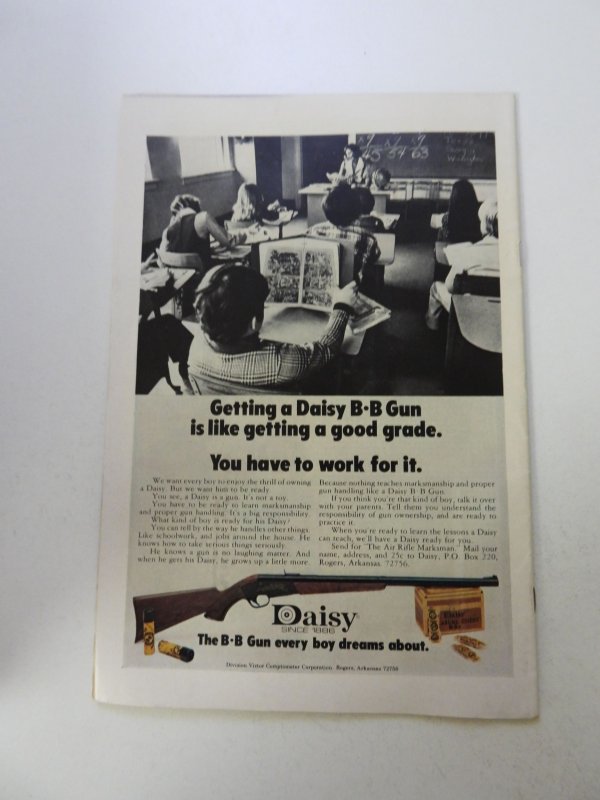 Getting a Daisy B·B Gun
is like getting a good grade.
You have to work for it.
We want every boy to enjoy the thrill of owning
a Daisy. But we want him to be ready.
You see, a Daisy is a gun. It's not a toy.
You have to be ready to learn marksmanship
and proper gun handling. It's a big responsibility.
What kind of boy is ready for his Daisy?
You can tell by the way he handles other things.
Like schoolwork, and jobs around the house. He
knows how to take serious things seriously.
He knows a gun is no laughing matter. And
when he gets his Daisy, he grows up a little more.
Because nothing teaches marksmanship and proper
gun handling like a Daisy B·B Gun.
If you think you're that kind of boy, talk it over
with your parents. Tell them you understand the
responsibility of gun ownership, and are ready to
practice it.
When you're ready to learn the lessons a Daisy
can teach, we'll have a Daisy ready for you.
Send for "The Air Rifle Marksman." Mail your
name, address, and 25c to Daisy, P.O. Box 220,
Rogers, Arkansas. 72756.
Daisy
SINCE 1886
The B·B Gun every boy dreams about.
Division Victor Comptometer Corporation. Rogers, Arkansas 72756